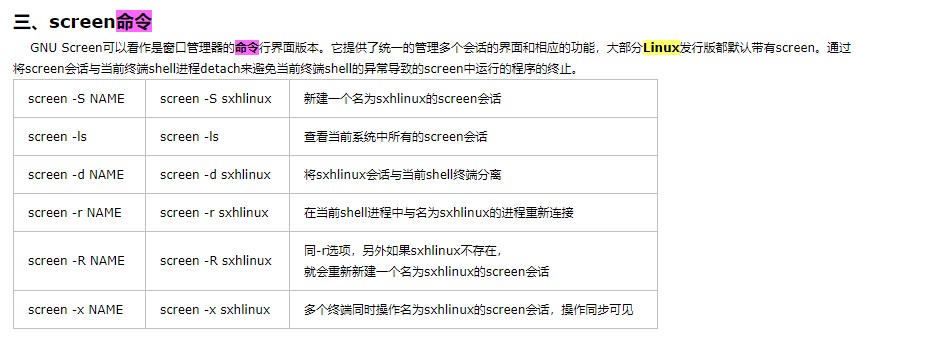 三、screen命令
GNU Screen可以看作是窗口管理器的命令行界面版本。它提供了统一的管理多个会话的界面和相应的功能，大部分Linux发行版都默认带有screen。通过
将screen会话与当前终端shell进程detach来避免当前终端shell的异常导致的screen中运行的程序的终止。
screen -S NAME screen -S sxhlinux 新建一个名为sxhlinux的screen会话
screen -ls screen -ls 查看当前系统中所有的screen会话
screen -d NAME screen -d sxhlinux 将sxhlinux会话与当前shell终端分离
screen -r NAME screen -r sxhlinux 在当前shell进程中与名为sxhlinux的进程重新连接
screen -R NAME screen -R sxhlinux 同-r选项，另外如果sxhlinux不存在，
就会重新新建一个名为sxhlinux的screen会话
screen -x NAME screen -x sxhlinux 多个终端同时操作名为sxhlinux的screen会话，操作同步可见